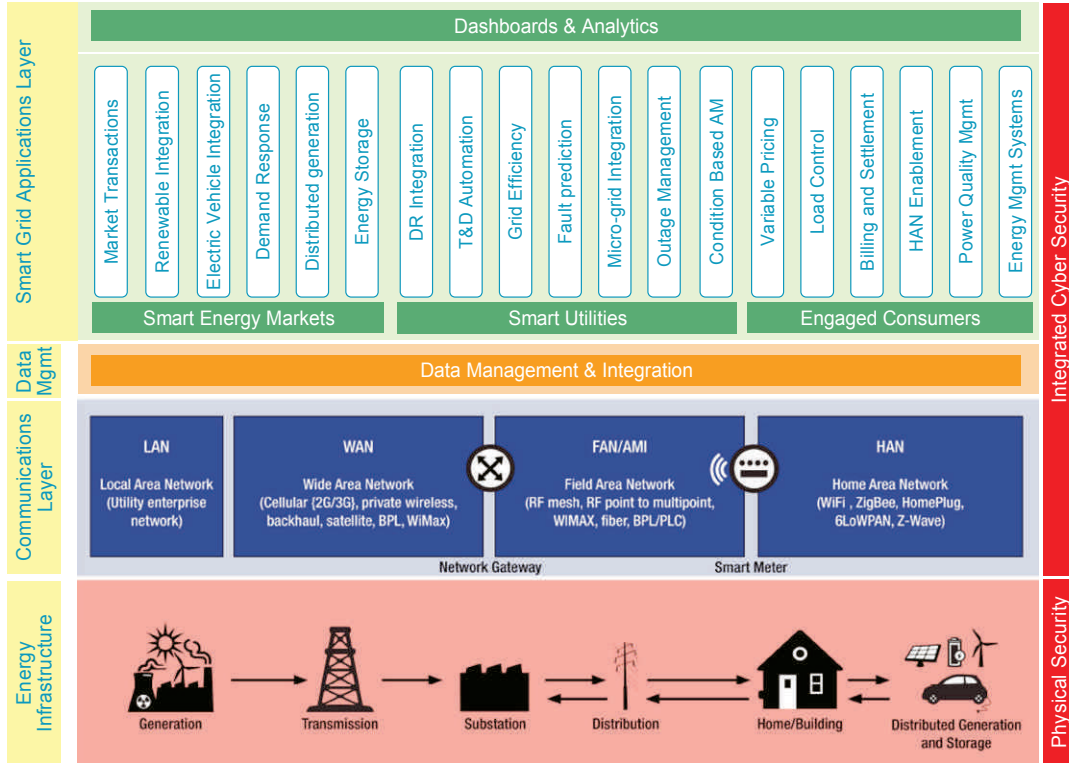 Smart Grid Applications Layer
Dashboards & Analytics
Market Transactions
Renewable Integration
Electric Vehicle Integration
Demand Response
Distributed generation
Energy Storage
DR Integration
T&D Automation
Grid Efficiency
Fault prediction
Micro-grid Integration
Outage Management
Condition Based AM
Variable Pricing
Load Control
Billing and Settlement
HAN Enablement
Power Quality Mgmt
Energy Mgmt Systems
Smart Energy Markets
Smart Utilities
Engaged Consumers
Integrated Cyber Security
Data
Mgmt
Data Management & Integration
Communications
Layer
LAN
Local Area Network
(Utility enterprise
network)
WAN
Wide Area Network
(Cellular {2G/3G}, private wireless,
backhaul, satellite, BPL, WiMax)
FAN/AMI
Field Area Network
(RF mesh, RF point to multipoint,
WIMAX, fiber, BPL/PLC)
HAN
Home Area Network
(WiFi , ZigBee, HomePlug,
6LoWPAN, Z-Wave)
Network Gateway
Smart Meter
Energy
Infrastructure
Generation
Transmission
Substation
Distribution
Home/Building
Distributed Generation
and Storage
Physical Security